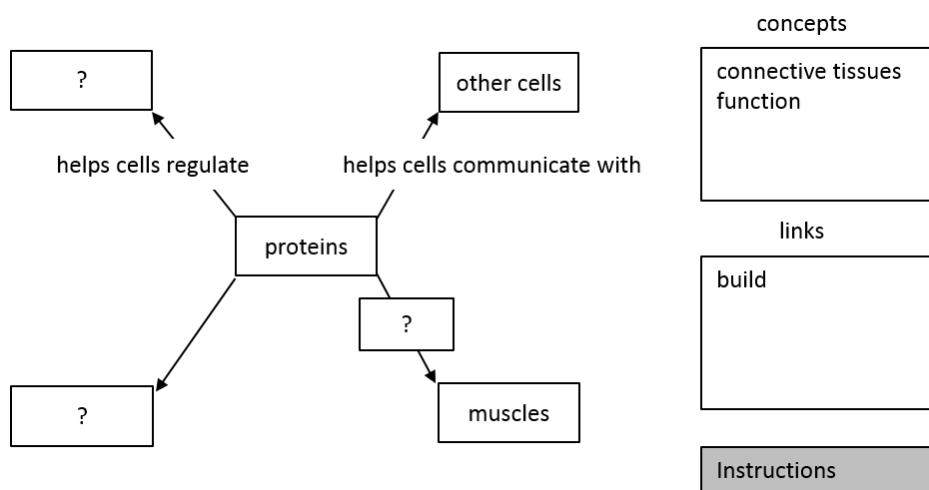 concepts
?
other cells
connective tissues
function
helps cells regulate
helps cells communicate with
links
proteins
build
?
?
muscles
Instructions